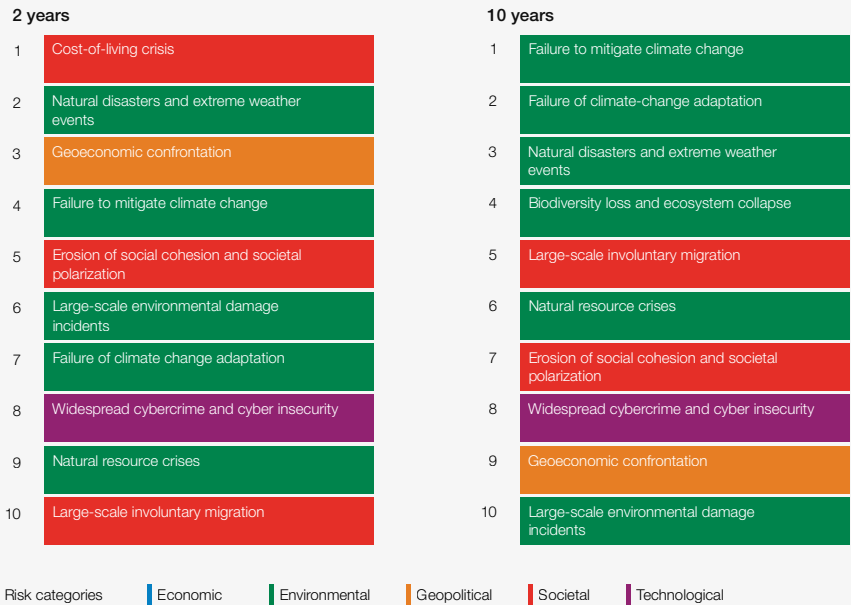 2 years
1 Cost-of-living crisis
2 Natural disasters and extreme weather
events
3 Geoeconomic confrontation
4 Failure to mitigate climate change
5 Erosion of social cohesion and societal
polarization
6 Large-scale environmental damage
incidents
7 Failure of climate change adaptation
8 Widespread cybercrime and cyber insecurity
9 Natural resource crises
10 Large-scale involuntary migration
10 years
1 Failure to mitigate climate change
2 Failure of climate-change adaptation
3 Natural disasters and extreme weather
events
4 Biodiversity loss and ecosystem collapse
5 Large-scale involuntary migration
6 Natural resource crises
7 Erosion of social cohesion and societal
polarization
8 Widespread cybercrime and cyber insecurity
9 Geoeconomic confrontation
10 Large-scale environmental damage
incidents
Risk categories Economic Environmental Geopolitical Societal Technological